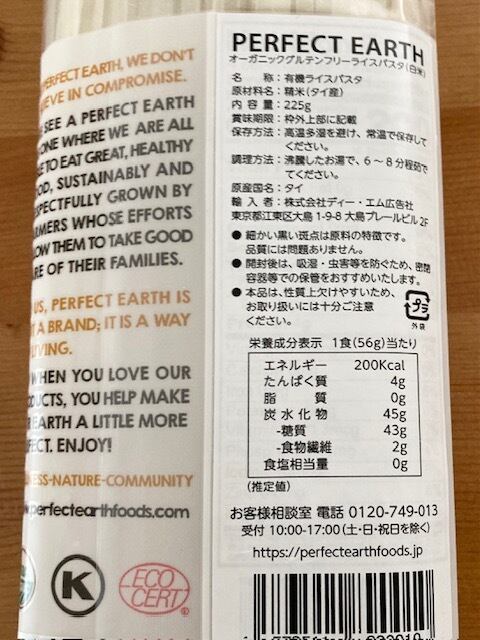 PERFECT EARTH, WE DON'T
IEVE IN COMPROMISE.
SEE A PERFECT EARTH
ONE WHERE WE ARE ALL
E TO EAT GREAT, HEALTHY
OD, SUSTAINABLY AND
SPECTFULLY GROWN BY
RMERS WHOSE EFFORTS
OW THEM TO TAKE GOOD
RE OF THEIR FAMILIES.
US, PERFECT EARTH IS
T A BRAND; IT IS A WAY
LIVING.
WHEN YOU LOVE OUR
DUCTS, YOU HELP MAKE
EARTH A LITTLE MORE
FECT. ENJOY!
NESS-NATURE-COMMUNITY
w.perfectearthfoods.com
K
ECO
CERT
PERFECT EARTH
オーガニックグルテンフリーライスパスタ(白米)
名 称:有機ライスパスタ
原材料名:精米(タイ産)
内 容 量:225g
賞味期限:枠外上部に記載
保存方法:高温多湿を避け、常温で保存して
ください。
調理方法:沸騰したお湯で、6～8分程茹で
てください。
原産国名:タイ
輸 入 者:株式会社ディー・エム広告社
東京都江東区大島1-9-8 大島プレールビル2F
●細かい黒い斑点は原料の特徴です。
品質には問題ありません。
●開封後は、吸湿・虫害等を防ぐため、密閉
容器等での保管をおすすめいたします。
●本品は、性質上欠けやすいため、
お取り扱いには十分ご注意
ください。
プラ
外袋
栄養成分表示 1食(56g)当たり
エネルギー 200Kcal
たんぱく質 4g
脂 質 0g
炭水化物 45g
-糖質 43g
-食物繊維 2g
食塩相当量 0g
(推定値)
お客様相談室 電話 0120-749-013
受付 10:00-17:00(土・日・祝日を除く)
https://perfectearthfoods.jp